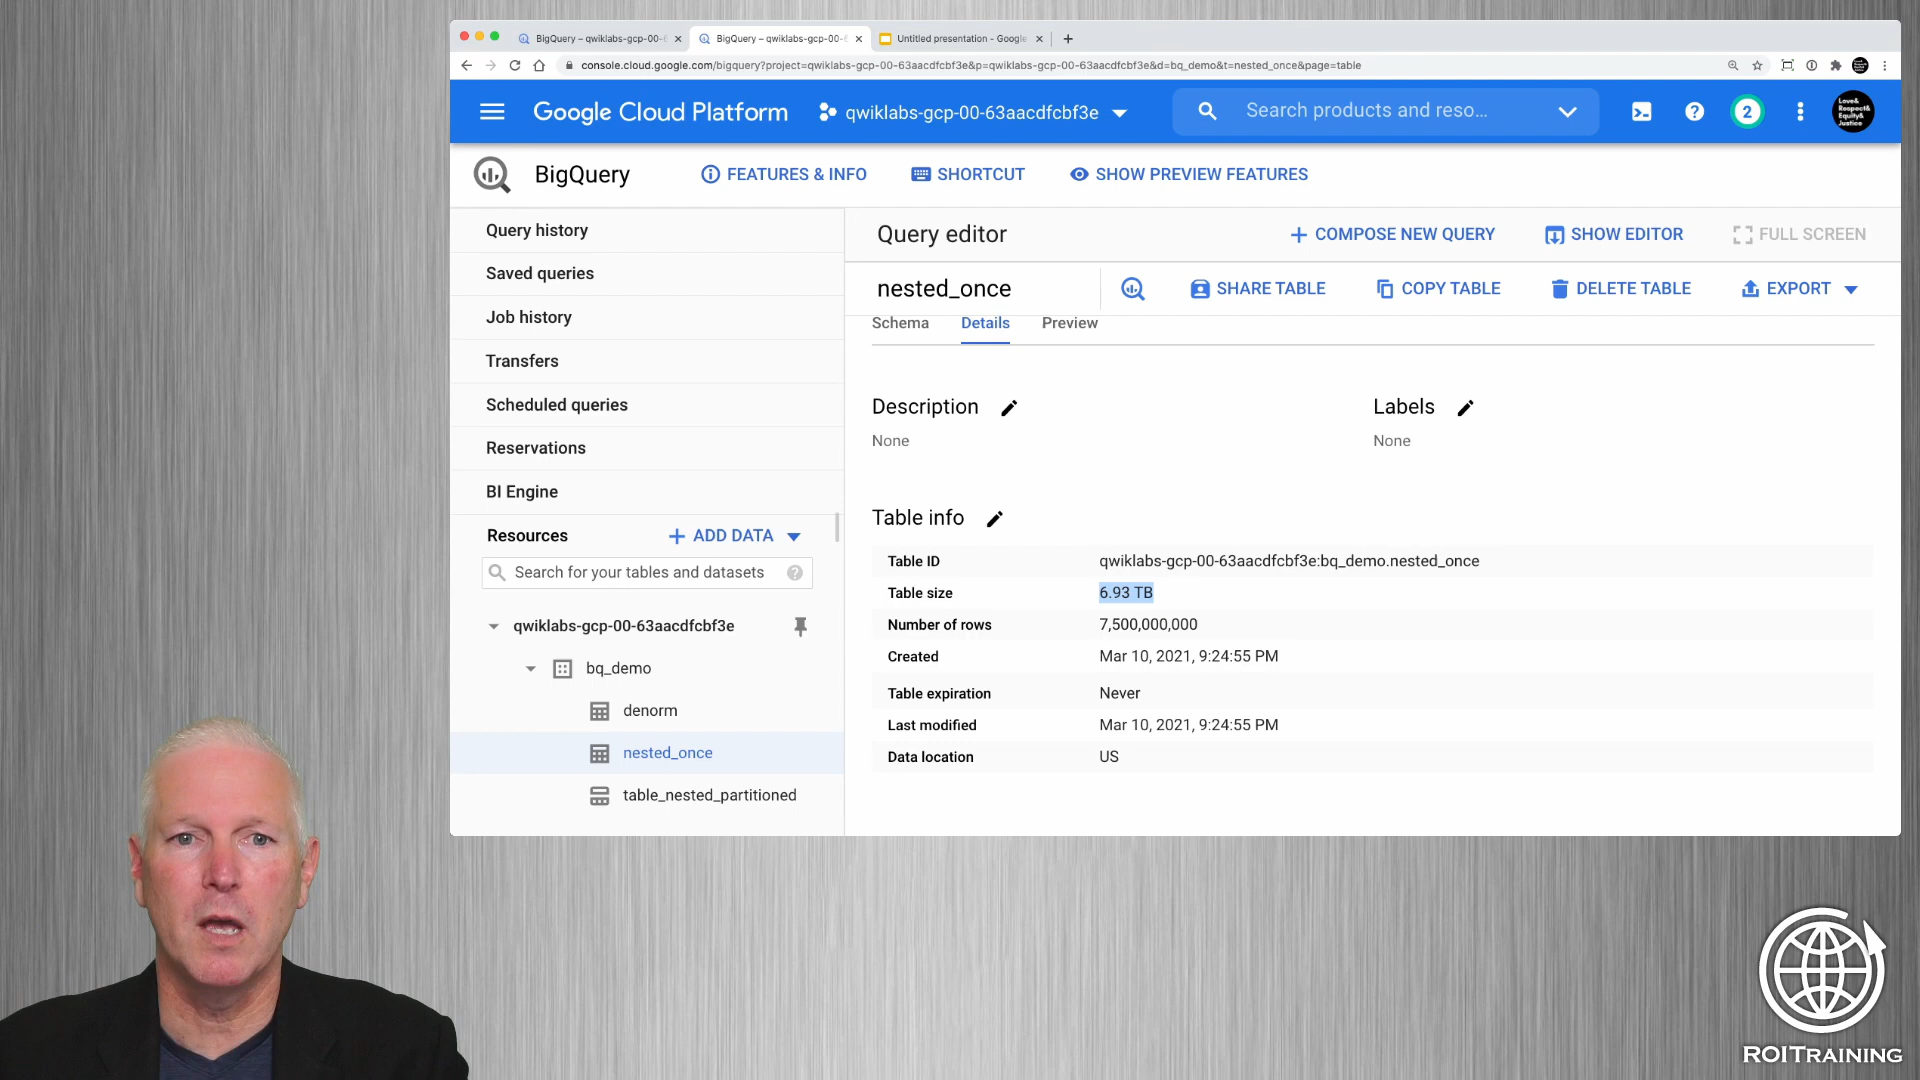 BigQuery – qwiklabs-gcp-00-6
BigQuery – qwiklabs-gcp-00-6
Untitled presentation - Google
console.cloud.google.com/bigquery?project=qwiklabs-gcp-00-63aacdfcbf3e&p=qwiklabs-gcp-00-63aacdfcbf3e&d=bq_demo&t=nested_once&page=table
Google Cloud Platform
qwiklabs-gcp-00-63aacdfcbf3e
Search products and reso...
2
Love&
Respect&
Equity&
Justice
BigQuery
FEATURES & INFO
SHORTCUT
SHOW PREVIEW FEATURES
Query history
Saved queries
Job history
Transfers
Scheduled queries
Reservations
BI Engine
Resources
ADD DATA
Search for your tables and datasets
qwiklabs-gcp-00-63aacdfcbf3e
bq_demo
denorm
nested_once
table_nested_partitioned
Query editor
COMPOSE NEW QUERY
SHOW EDITOR
FULL SCREEN
nested_once
SHARE TABLE
COPY TABLE
DELETE TABLE
EXPORT
Schema
Details
Preview
Description
None
Labels
None
Table info
Table ID qwiklabs-gcp-00-63aacdfcbf3e:bq_demo.nested_once
Table size 6.93 TB
Number of rows 7,500,000,000
Created Mar 10, 2021, 9:24:55 PM
Table expiration Never
Last modified Mar 10, 2021, 9:24:55 PM
Data location US
ROITRAINING